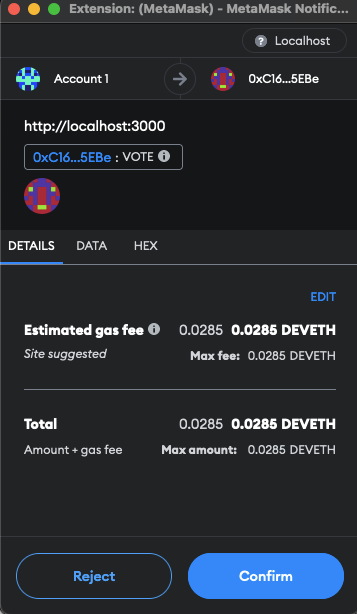 Extension: (MetaMask) - MetaMask Notific...
Localhost
Account 1
0xC16...5EBe
http://localhost:3000
0xC16...5EBe : VOTE
DETAILS DATA HEX
EDIT
Estimated gas fee 0.0285 0.0285 DEVETH
Site suggested Max fee: 0.0285 DEVETH
Total 0.0285 0.0285 DEVETH
Amount + gas fee Max amount: 0.0285 DEVETH
Reject Confirm